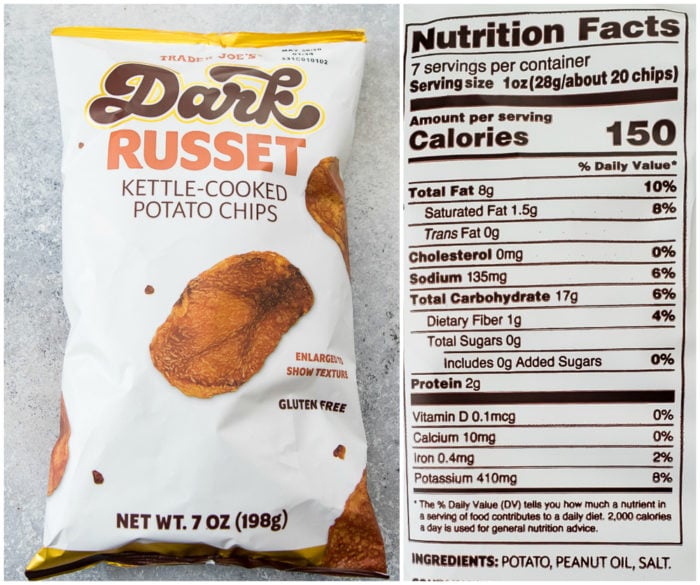 TRADER JOE'S
Dark
RUSSET
KETTLE-COOKED
POTATO CHIPS
ENLARGED TO
SHOW TEXTURE
GLUTEN FREE
NET WT. 7 OZ (198g)
Nutrition Facts
7 servings per container
Serving size 1oz(28g/about 20 chips)
Amount per serving
Calories 150
% Daily Value*
Total Fat 8g 10%
Saturated Fat 1.5g 8%
Trans Fat 0g
Cholesterol 0mg 0%
Sodium 135mg 6%
Total Carbohydrate 17g 6%
Dietary Fiber 1g 4%
Total Sugars 0g
Includes 0g Added Sugars 0%
Protein 2g
Vitamin D 0.1mcg 0%
Calcium 10mg 0%
Iron 0.4mg 2%
Potassium 410mg 8%
*The % Daily Value (DV) tells you how much a nutrient in
a serving of food contributes to a daily diet. 2,000 calories
a day is used for general nutrition advice.
INGREDIENTS: POTATO, PEANUT OIL, SALT.